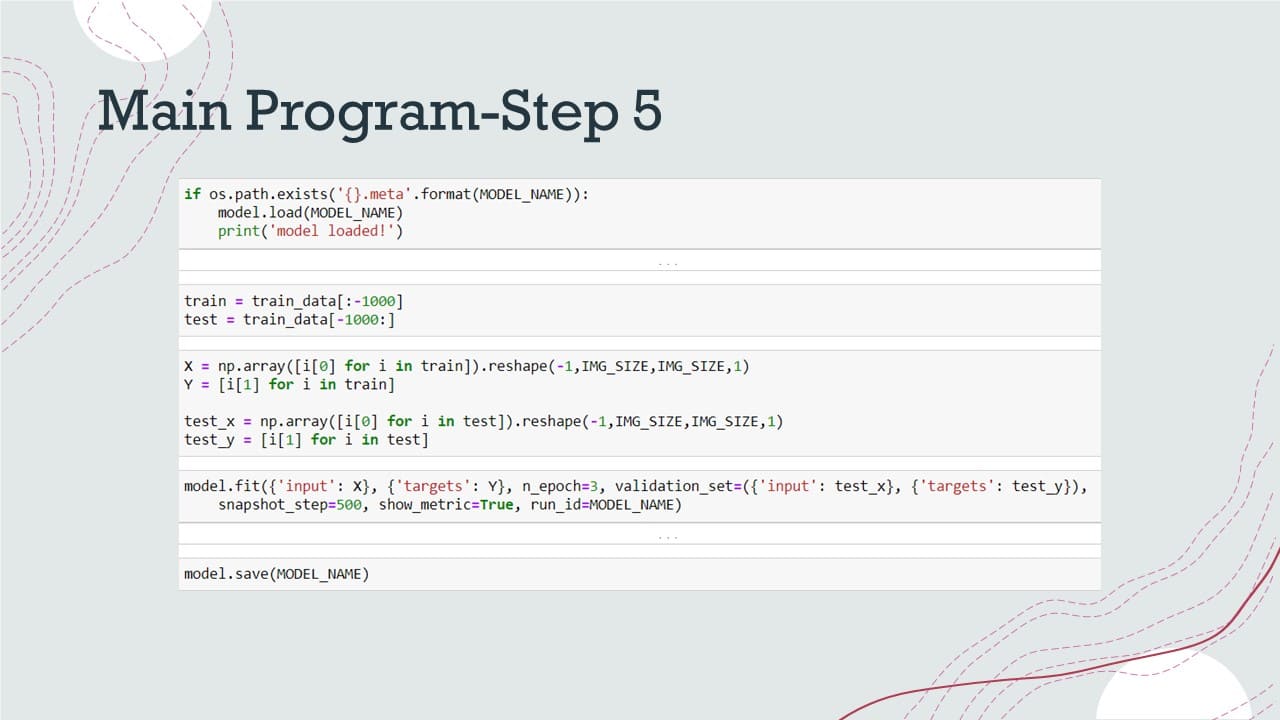 Main Program-Step 5
if os.path.exists('{}.meta'.format(MODEL_NAME)):
    model.load(MODEL_NAME)
    print('model loaded!')
...
train = train_data[:-1000]
test = train_data[-1000:]
X = np.array([i[0] for i in train]).reshape(-1,IMG_SIZE,IMG_SIZE,1)
Y = [i[1] for i in train]
test_x = np.array([i[0] for i in test]).reshape(-1,IMG_SIZE,IMG_SIZE,1)
test_y = [i[1] for i in test]
model.fit({'input': X}, {'targets': Y}, n_epoch=3, validation_set=({'input': test_x}, {'targets': test_y}),
    snapshot_step=500, show_metric=True, run_id=MODEL_NAME)
...
model.save(MODEL_NAME)